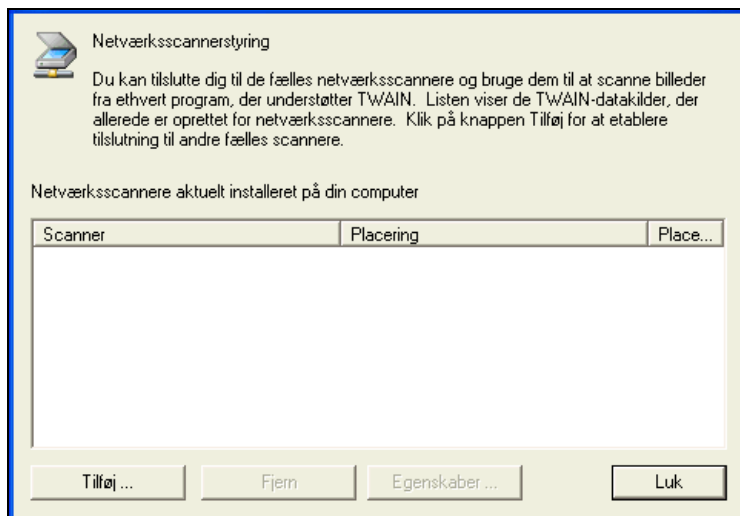 Netværksscannerstyring
Du kan tilslutte dig til de fælles netværksscannere og bruge dem til at scanne billeder
fra ethvert program, der understøtter TWAIN.  Listen viser de TWAIN-datakilder, der
allerede er oprettet for netværksscannere.  Klik på knappen Tilføj for at etablere
tilslutning til andre fælles scannere.
Netværksscannere aktuelt installeret på din computer
Scanner Placering Place...
Tilføj ... Fjern Egenskaber ... Luk